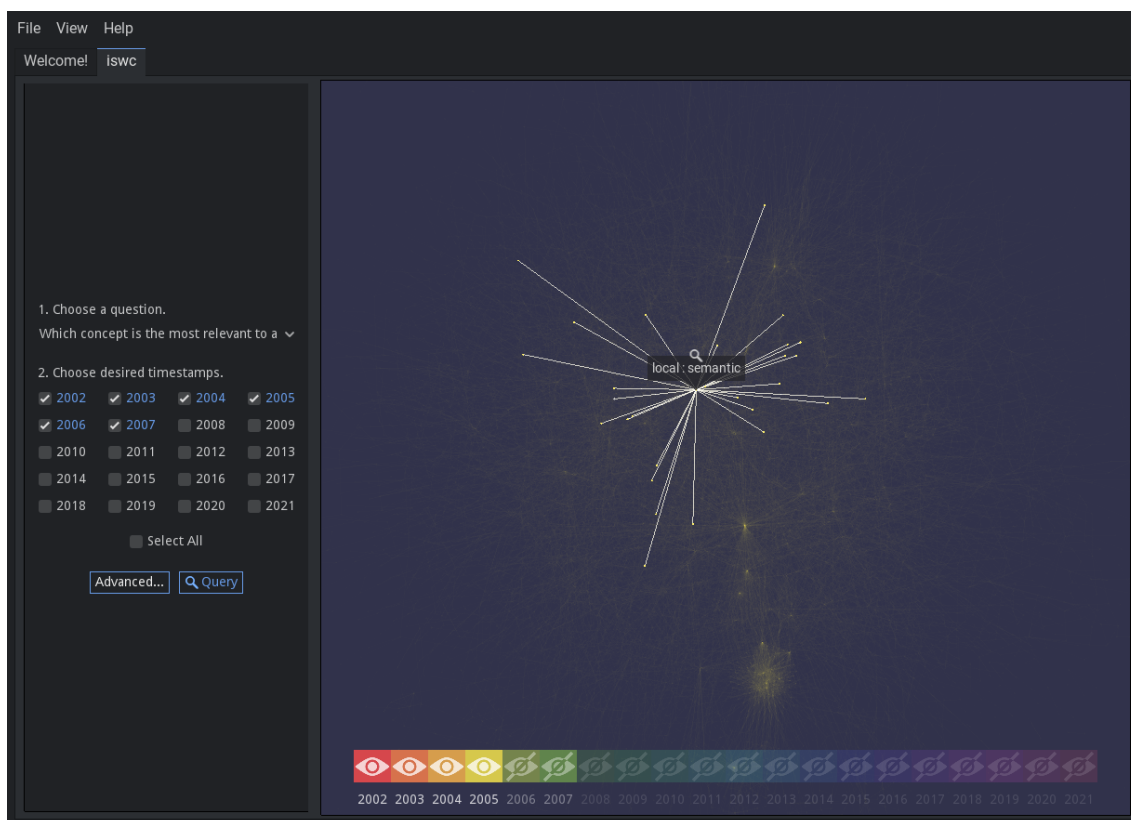 File View Help
Welcome! iswc
1. Choose a question.
Which concept is the most relevant to a
2. Choose desired timestamps.
2002 2003 2004 2005
2006 2007 2008 2009
2010 2011 2012 2013
2014 2015 2016 2017
2018 2019 2020 2021
Select All
Advanced... Query
local : semantic
2002 2003 2004 2005 2006 2007 2008 2009 2010 2011 2012 2013 2014 2015 2016 2017 2018 2019 2020 2021